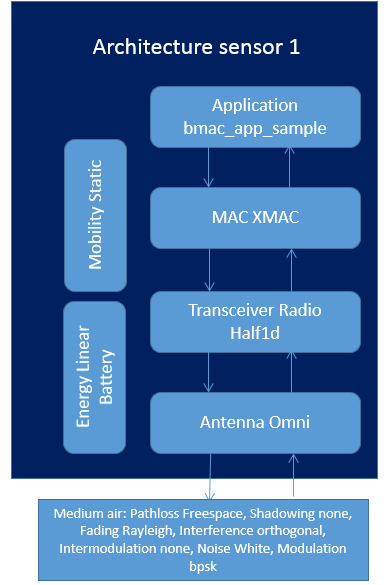 Architecture sensor 1
Application
bmac_app_sample
Mobility Static
MAC XMAC
Transceiver Radio
Half1d
Energy Linear
Battery
Antenna Omni
Medium air: Pathloss Freespace, Shadowing none,
Fading Rayleigh, Interference orthogonal,
Intermodulation none, Noise White, Modulation
bpsk